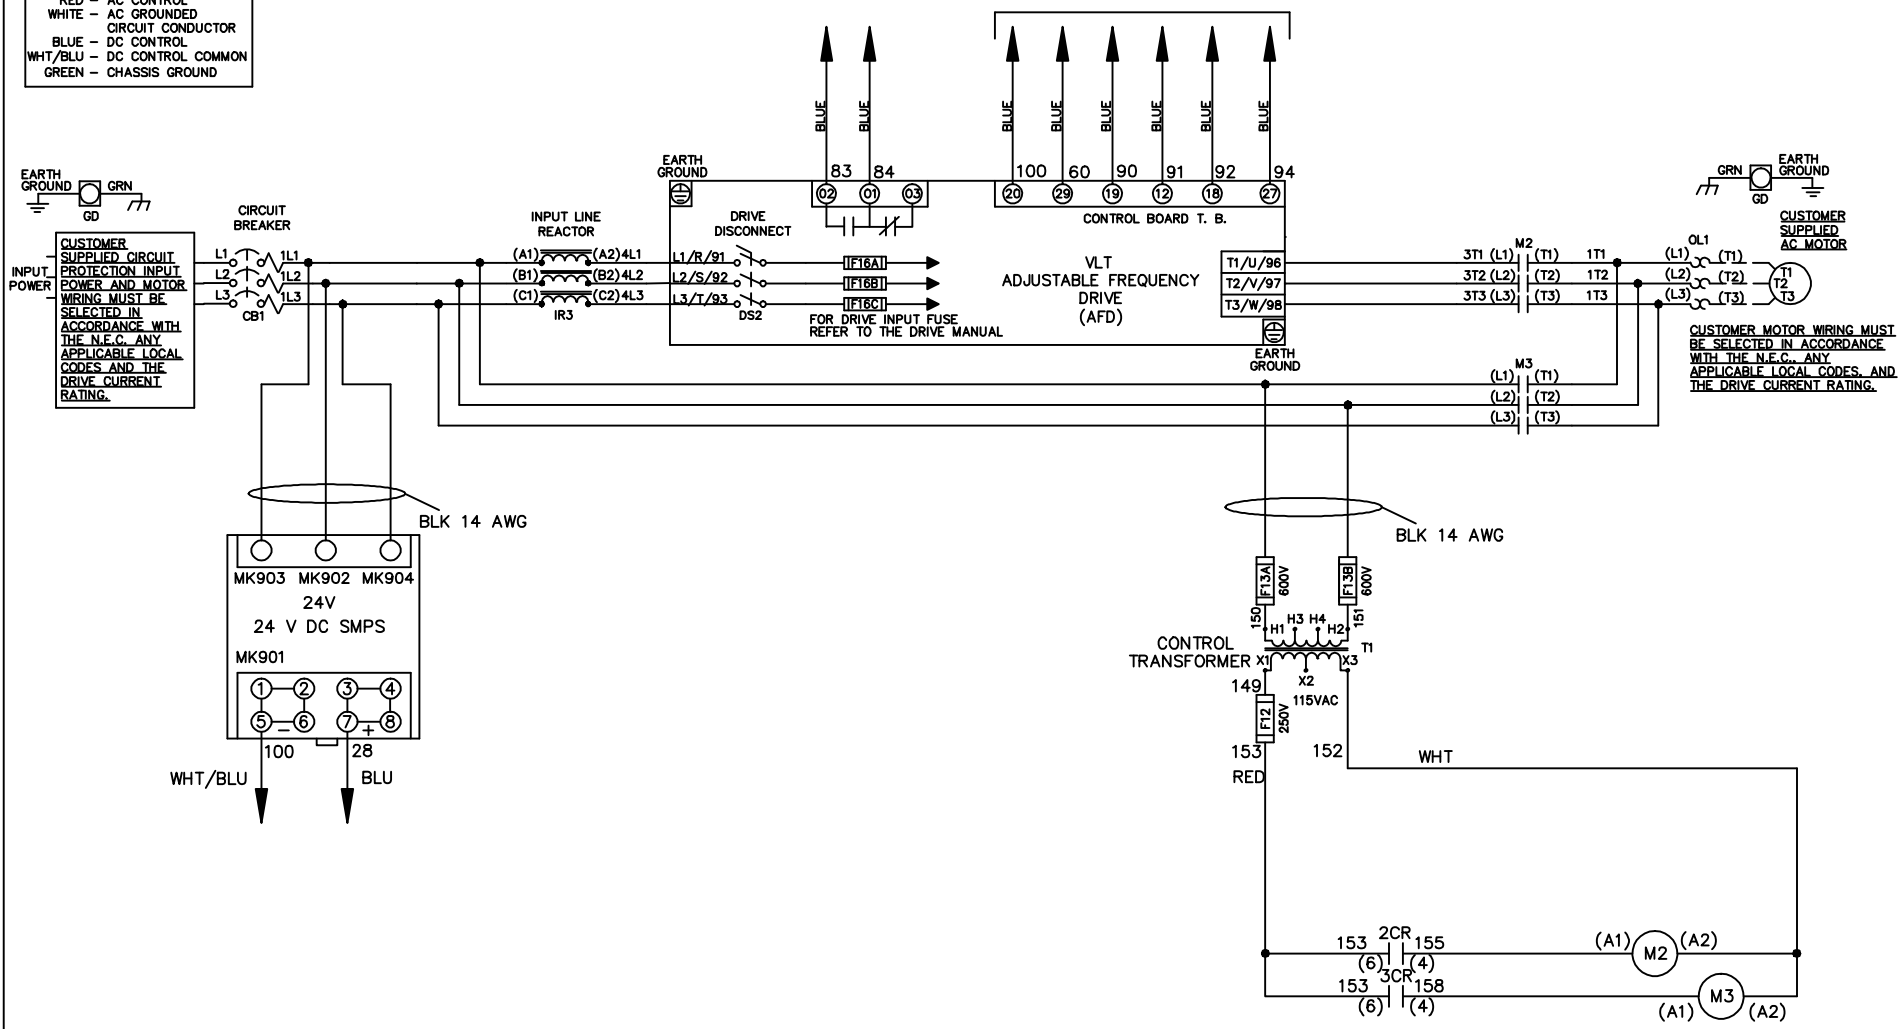 RED – AC CONTROL
WHITE – AC GROUNDED
CIRCUIT CONDUCTOR
BLUE – DC CONTROL
WHT/BLU – DC CONTROL COMMON
GREEN – CHASSIS GROUND
BLUE
BLUE
BLUE
BLUE
BLUE
BLUE
BLUE
BLUE
EARTH
GROUND
GRN
GD
CIRCUIT
BREAKER
INPUT
POWER
CUSTOMER
SUPPLIED CIRCUIT
PROTECTION INPUT
POWER AND MOTOR
WIRING MUST BE
SELECTED IN
ACCORDANCE WITH
THE N.E.C. ANY
APPLICABLE LOCAL
CODES AND THE
DRIVE CURRENT
RATING.
L1 1L1
L2 1L2
L3 1L3
CB1
INPUT LINE
REACTOR
(A1) (A2) 4L1
(B1) (B2) 4L2
(C1) (C2) 4L3
IR3
EARTH
GROUND
L1/R/91
L2/S/92
L3/T/93
DRIVE
DISCONNECT
DS2
83 84
02 01 03
F16A
F16B
F16C
FOR DRIVE INPUT FUSE
REFER TO THE DRIVE MANUAL
100 60 90 91 92 94
20 29 19 12 18 27
CONTROL BOARD T. B.
VLT
ADJUSTABLE FREQUENCY
DRIVE
(AFD)
T1/U/96
T2/V/97
T3/W/98
EARTH
GROUND
M2
3T1 (L1) (T1) 1T1
3T2 (L2) (T2) 1T2
3T3 (L3) (T3) 1T3
OL1
(L1) (T1)
(L2) (T2)
(L3) (T3)
T1
T2
T3
GRN
GD
EARTH
GROUND
CUSTOMER
SUPPLIED
AC MOTOR
CUSTOMER MOTOR WIRING MUST
BE SELECTED IN ACCORDANCE
WITH THE N.E.C., ANY
APPLICABLE LOCAL CODES, AND
THE DRIVE CURRENT RATING.
M3
(L1) (T1)
(L2) (T2)
(L3) (T3)
BLK 14 AWG
MK903 MK902 MK904
24V
24 V DC SMPS
MK901
1 2 3 4
5 6 7 8
– +
100 28
WHT/BLU BLU
BLK 14 AWG
F13A
600V
F13B
600V
150
151
H1 H3 H4 H2
T1
CONTROL
TRANSFORMER
X1 X3
X2
115VAC
149
F12
250V
153
RED
152
WHT
2CR
153 155
(6) (4)
(A1) M2 (A2)
3CR
153 158
(6) (4)
(A1) M3 (A2)